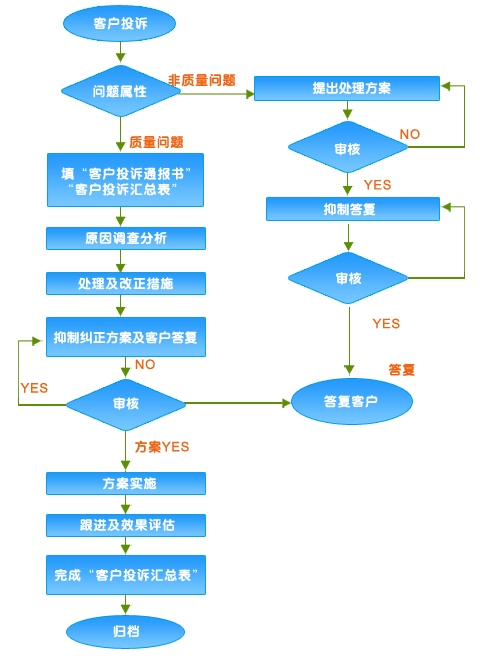 客户投诉
问题属性
非质量问题
提出处理方案
质量问题
审核
NO
填“客户投诉通报书”
“客户投诉汇总表”
YES
抑制答复
原因调查分析
处理及改正措施
审核
抑制纠正方案及客户答复
YES
NO
答复
YES
审核
答复客户
方案YES
方案实施
跟进及效果评估
完成“客户投诉汇总表”
归档